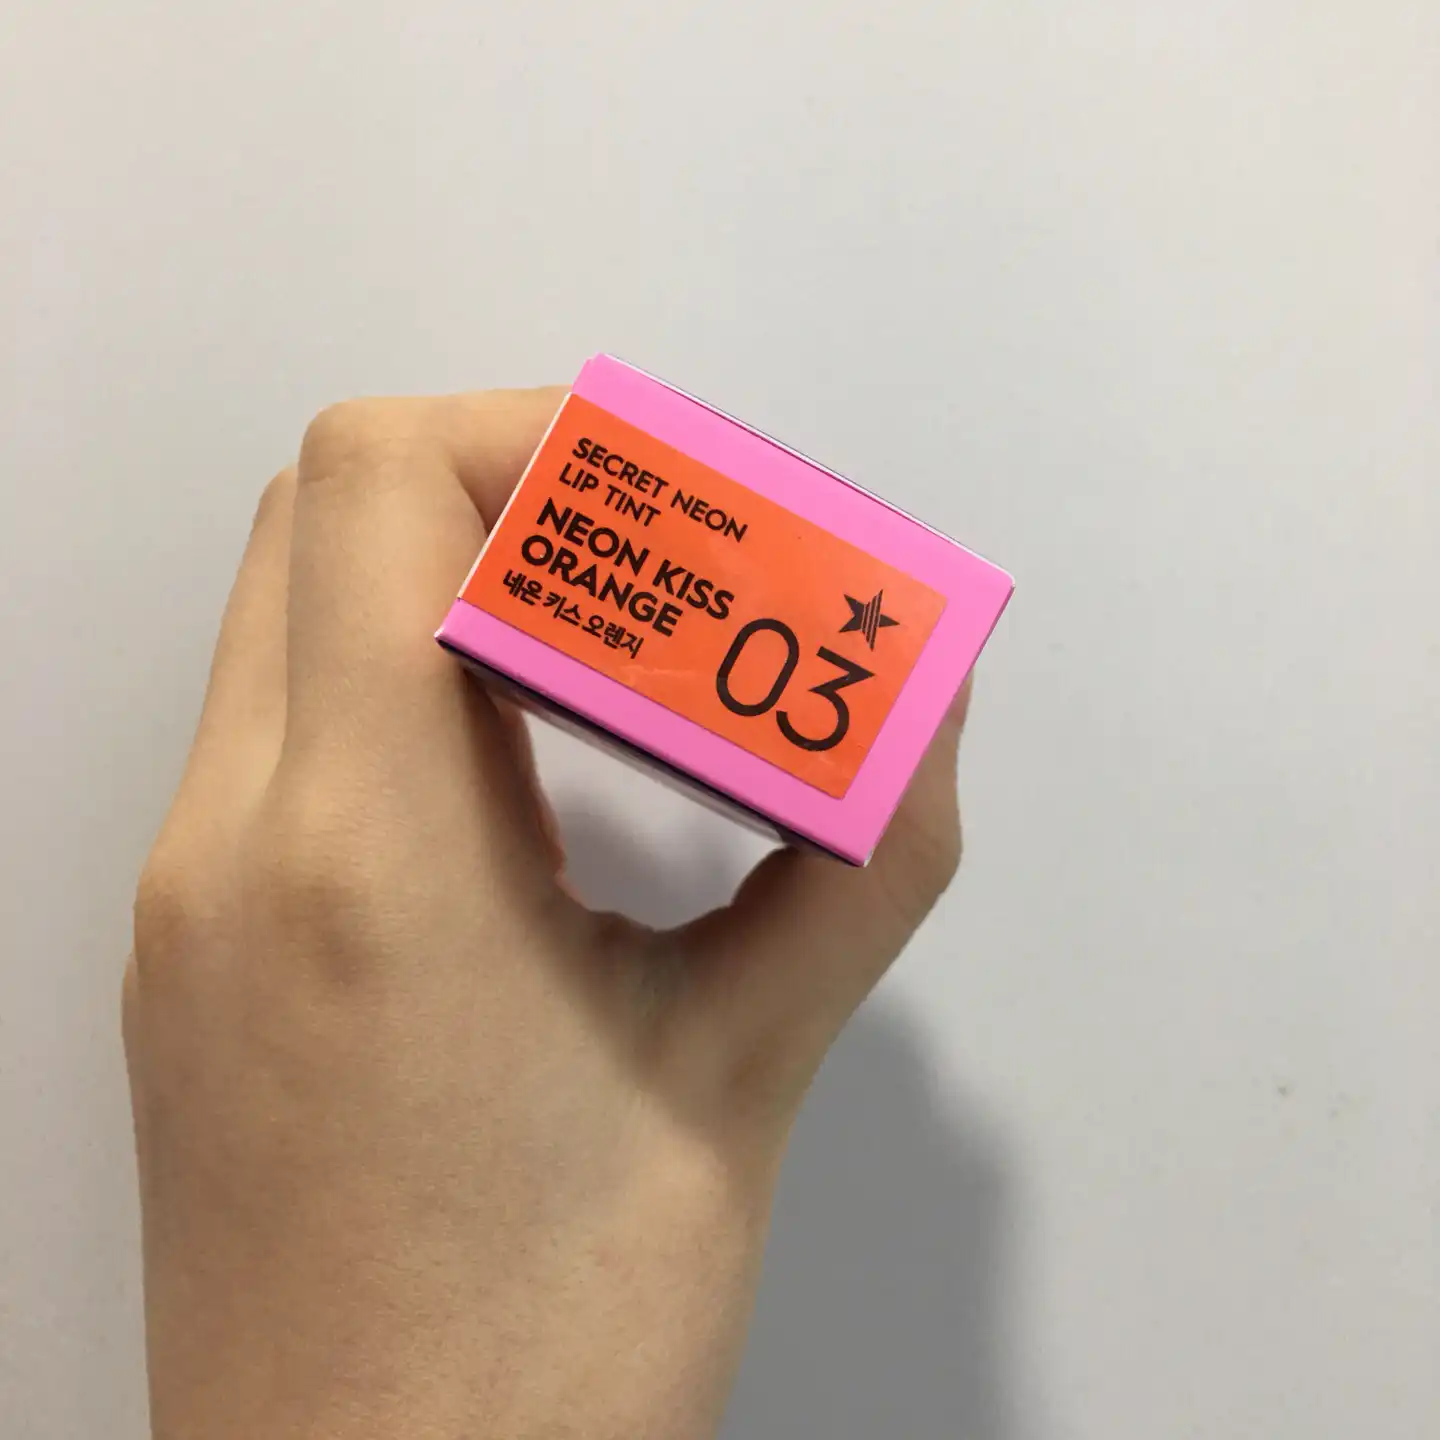 SECRET NEON
LIP TINT
NEON KISS
ORANGE
네온 키스 오렌지
03